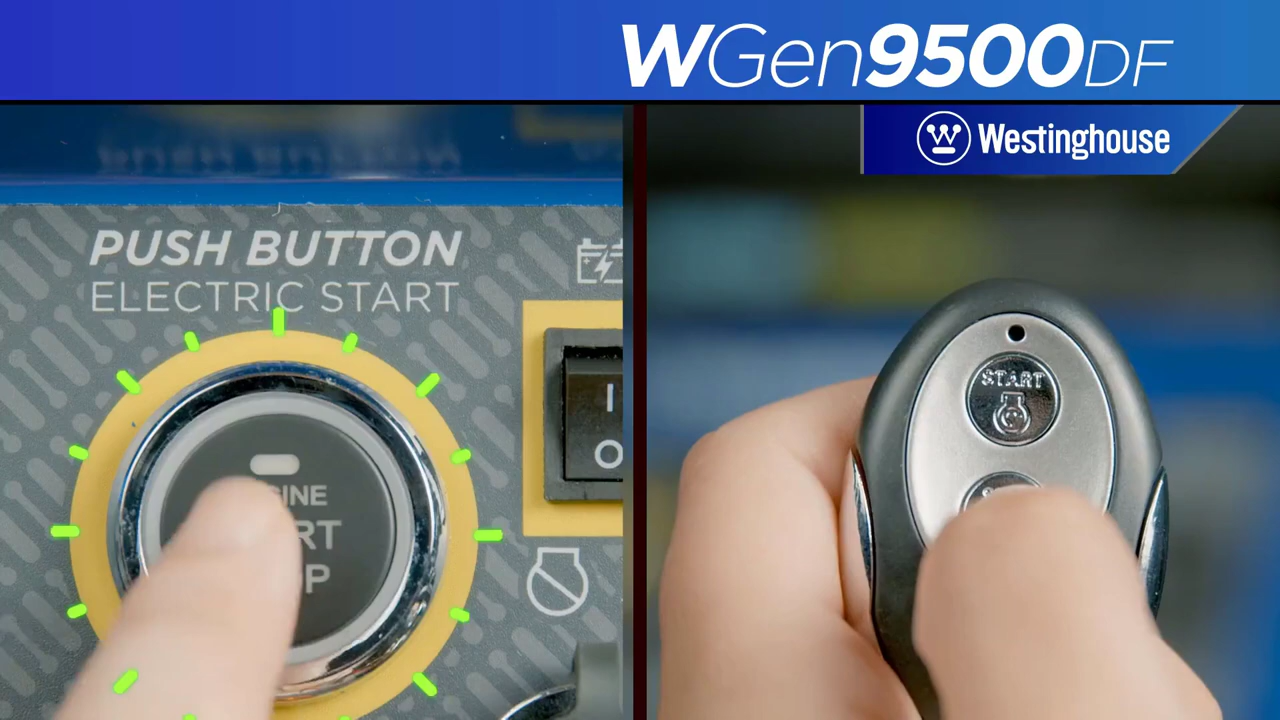 WGen9500DF
Westinghouse
PUSH BUTTON
ELECTRIC START
START
I
O